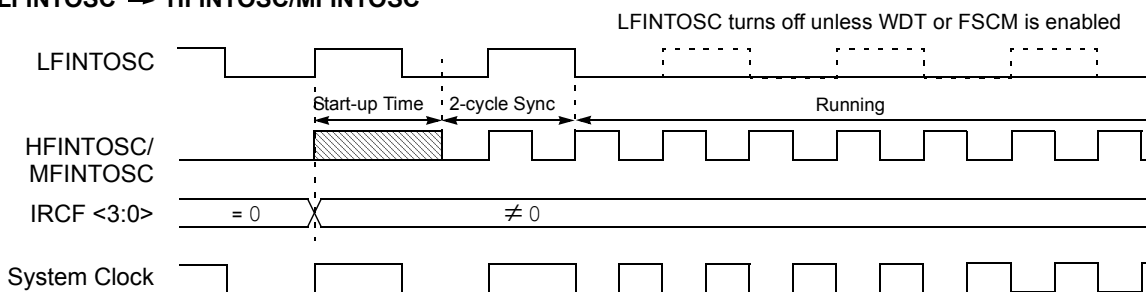 LFINTOSC ➔ HFINTOSC/MFINTOSC
LFINTOSC turns off unless WDT or FSCM is enabled
LFINTOSC
Start-up Time
2-cycle Sync
Running
HFINTOSC/
MFINTOSC
IRCF <3:0>
= 0
≠ 0
System Clock